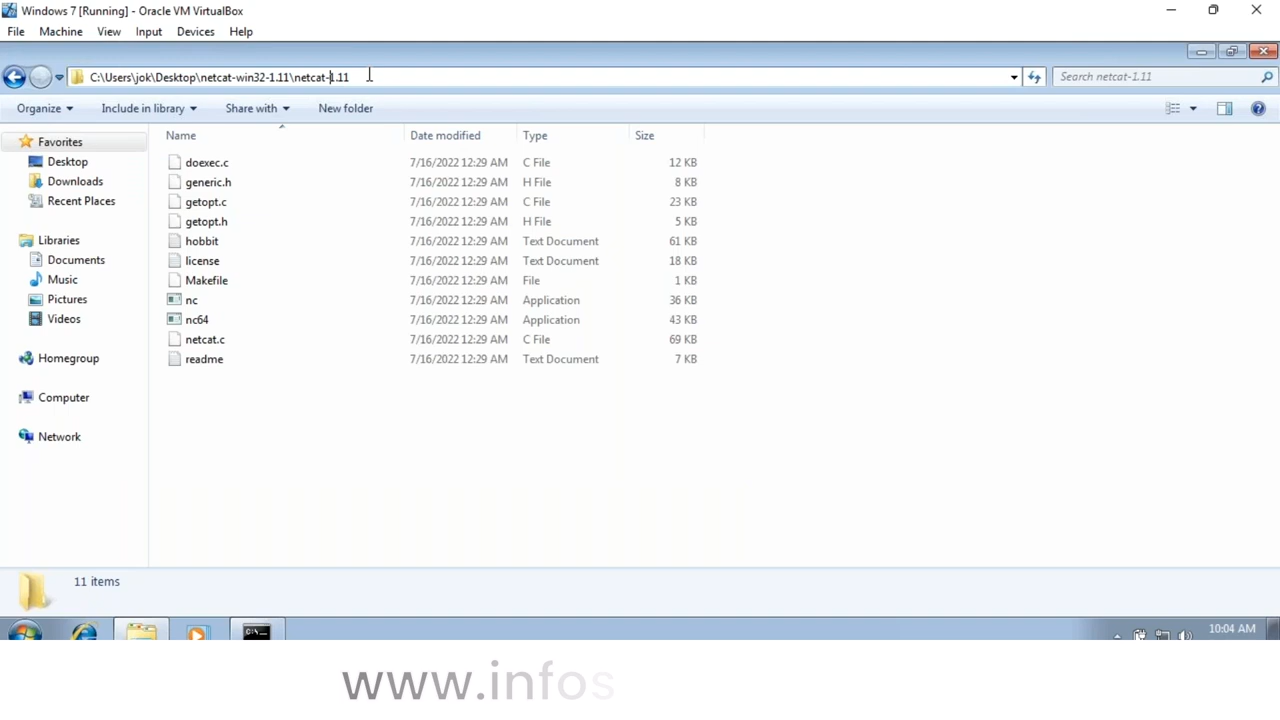 Windows 7 [Running] - Oracle VM VirtualBox
File Machine View Input Devices Help
C:\Users\jok\Desktop\netcat-win32-1.11\netcat-1.11
Search netcat-1.11
Organize Include in library Share with New folder
Favorites
Desktop
Downloads
Recent Places
Libraries
Documents
Music
Pictures
Videos
Homegroup
Computer
Network
Name Date modified Type Size
doexec.c 7/16/2022 12:29 AM C File 12 KB
generic.h 7/16/2022 12:29 AM H File 8 KB
getopt.c 7/16/2022 12:29 AM C File 23 KB
getopt.h 7/16/2022 12:29 AM H File 5 KB
hobbit 7/16/2022 12:29 AM Text Document 61 KB
license 7/16/2022 12:29 AM Text Document 18 KB
Makefile 7/16/2022 12:29 AM File 1 KB
nc 7/16/2022 12:29 AM Application 36 KB
nc64 7/16/2022 12:29 AM Application 43 KB
netcat.c 7/16/2022 12:29 AM C File 69 KB
readme 7/16/2022 12:29 AM Text Document 7 KB
11 items
C:\
10:04 AM
www.infos